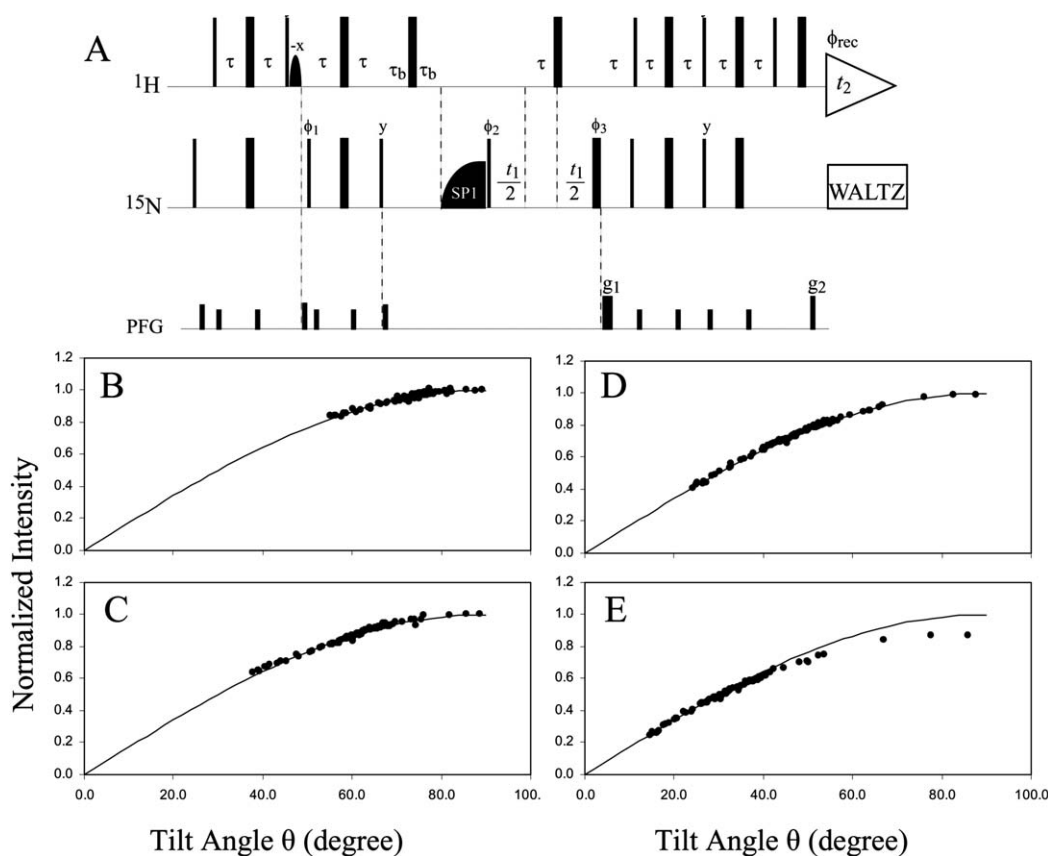 A
-x
ϕrec
1H
τ τ τ τ τb τb τ τ τ τ τ
t2
ϕ1 y ϕ2 ϕ3 y
15N
SP1
t1
2
t1
2
WALTZ
g1 g2
PFG
B
1.2
1.0
0.8
0.6
0.4
0.2
0.0
D
1.2
1.0
0.8
0.6
0.4
0.2
0.0
C
1.2
1.0
0.8
0.6
0.4
0.2
0.0
0.0 20.0 40.0 60.0 80.0 100.
E
1.2
1.0
0.8
0.6
0.4
0.2
0.0
0.0 20.0 40.0 60.0 80.0 100.
Normalized Intensity
Tilt Angle θ (degree)
Tilt Angle θ (degree)